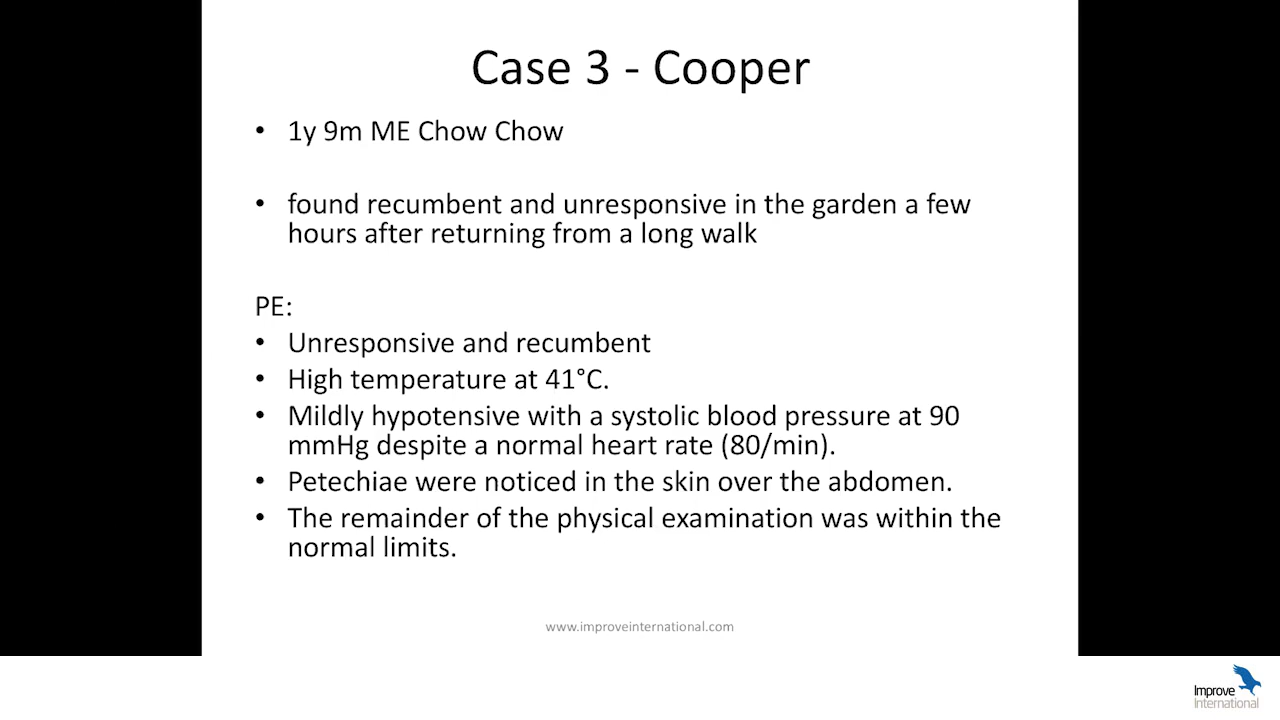 Case 3 - Cooper
• 1y 9m ME Chow Chow
• found recumbent and unresponsive in the garden a few
hours after returning from a long walk
PE:
• Unresponsive and recumbent
• High temperature at 41°C.
• Mildly hypotensive with a systolic blood pressure at 90
mmHg despite a normal heart rate (80/min).
• Petechiae were noticed in the skin over the abdomen.
• The remainder of the physical examination was within the
normal limits.
www.improveinternational.com
Improve
International